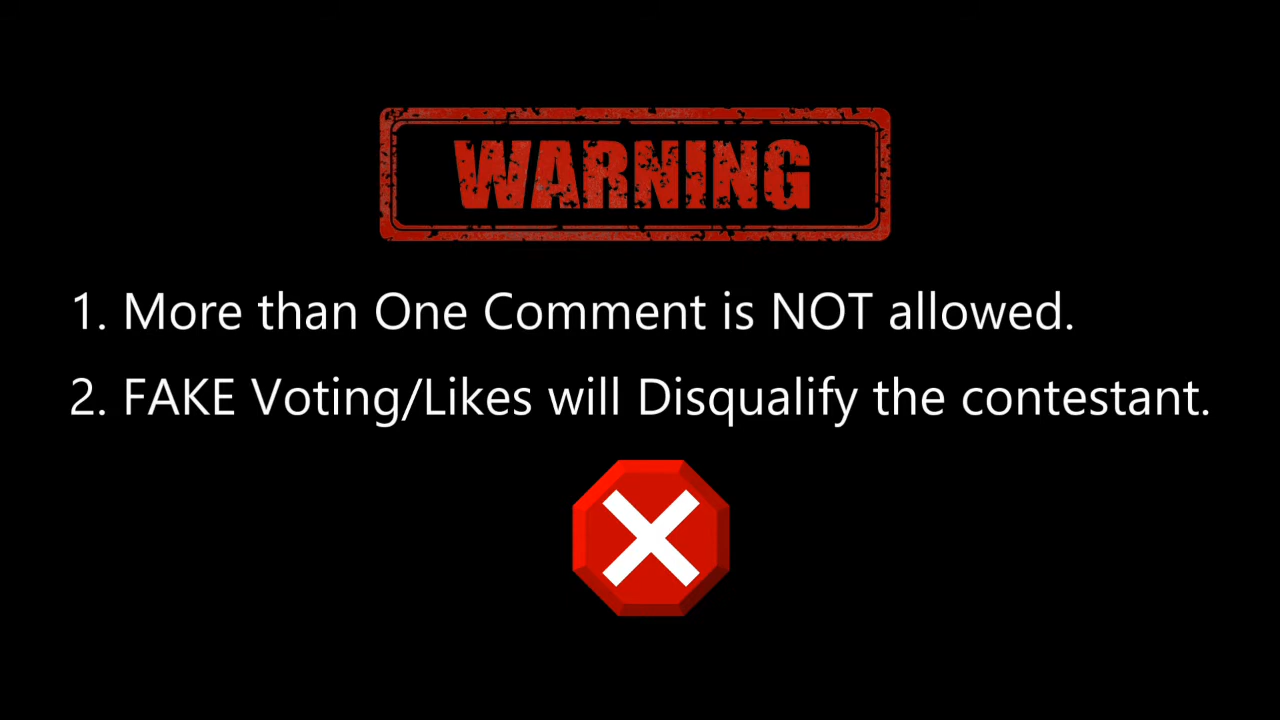 WARNING
1. More than One Comment is NOT allowed.
2. FAKE Voting/Likes will Disqualify the contestant.